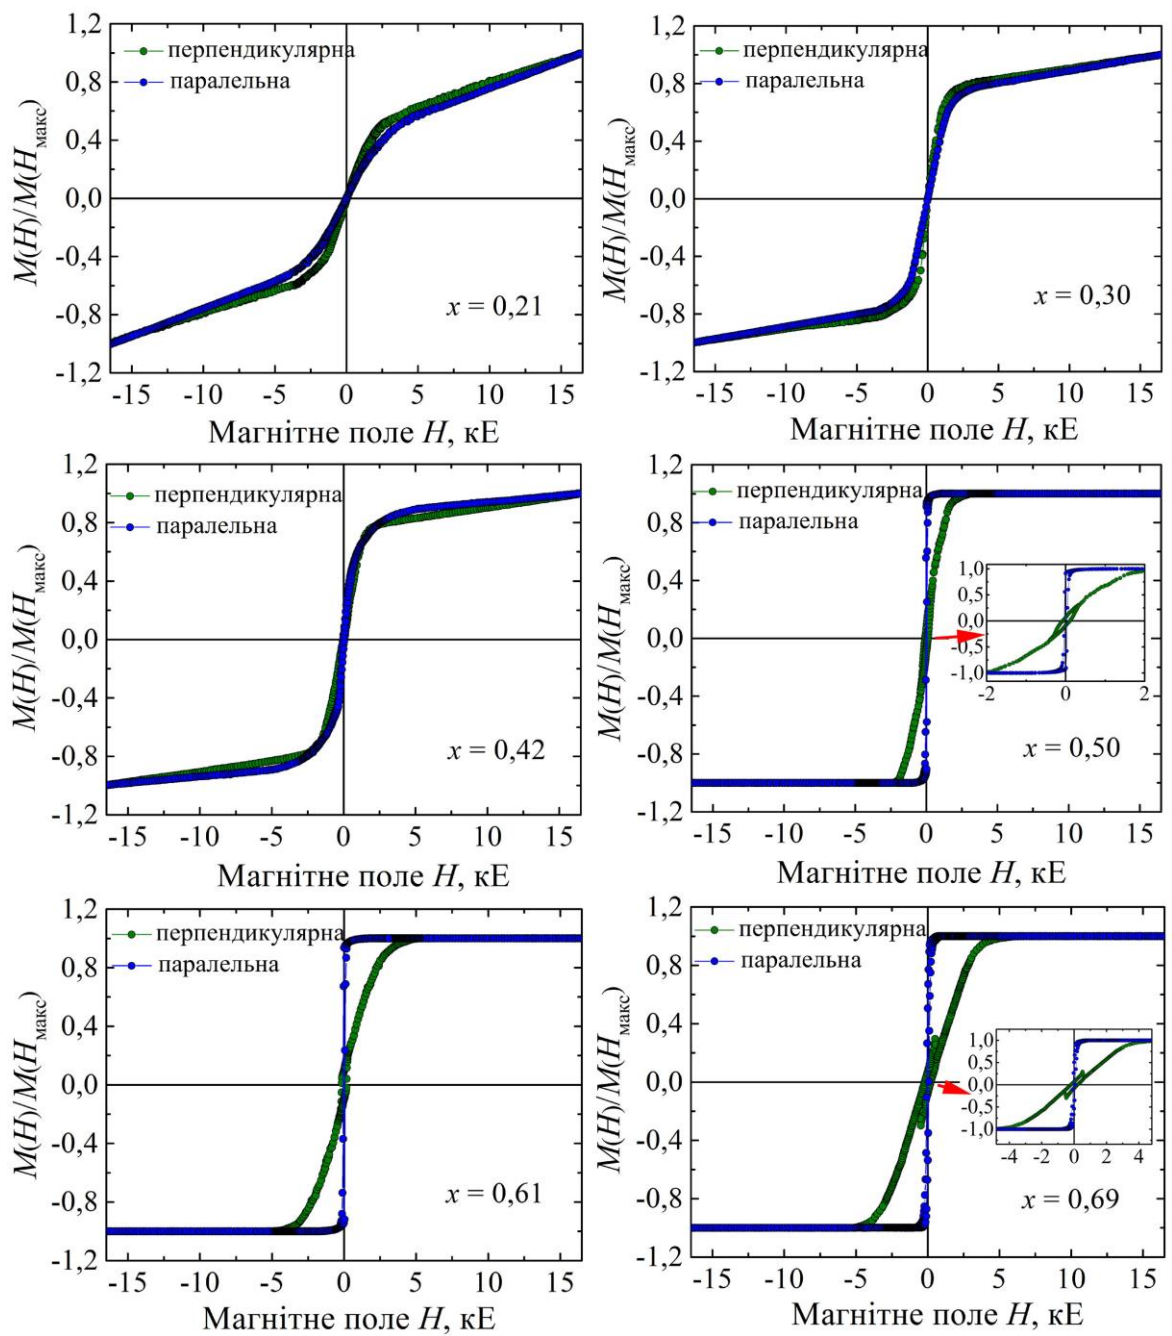 1,2
0,8
0,4
0,0
-0,4
-0,8
-1,2
M(H)/M(Hмакс)
перпендикулярна
паралельна
x = 0,21
-15 -10 -5 0 5 10 15
Магнітне поле H, кЕ
1,2
0,8
0,4
0,0
-0,4
-0,8
-1,2
M(H)/M(Hмакс)
перпендикулярна
паралельна
x = 0,30
-15 -10 -5 0 5 10 15
Магнітне поле H, кЕ
1,2
0,8
0,4
0,0
-0,4
-0,8
-1,2
M(H)/M(Hмакс)
перпендикулярна
паралельна
x = 0,42
-15 -10 -5 0 5 10 15
Магнітне поле H, кЕ
1,2
0,8
0,4
0,0
-0,4
-0,8
-1,2
M(H)/M(Hмакс)
перпендикулярна
паралельна
1,0
0,5
0,0
-0,5
-1,0
-2 0 2
x = 0,50
-15 -10 -5 0 5 10 15
Магнітне поле H, кЕ
1,2
0,8
0,4
0,0
-0,4
-0,8
-1,2
M(H)/M(Hмакс)
перпендикулярна
паралельна
x = 0,61
-15 -10 -5 0 5 10 15
Магнітне поле H, кЕ
1,2
0,8
0,4
0,0
-0,4
-0,8
-1,2
M(H)/M(Hмакс)
перпендикулярна
паралельна
1,0
0,5
0,0
-0,5
-1,0
-4 -2 0 2 4
x = 0,69
-15 -10 -5 0 5 10 15
Магнітне поле H, кЕ